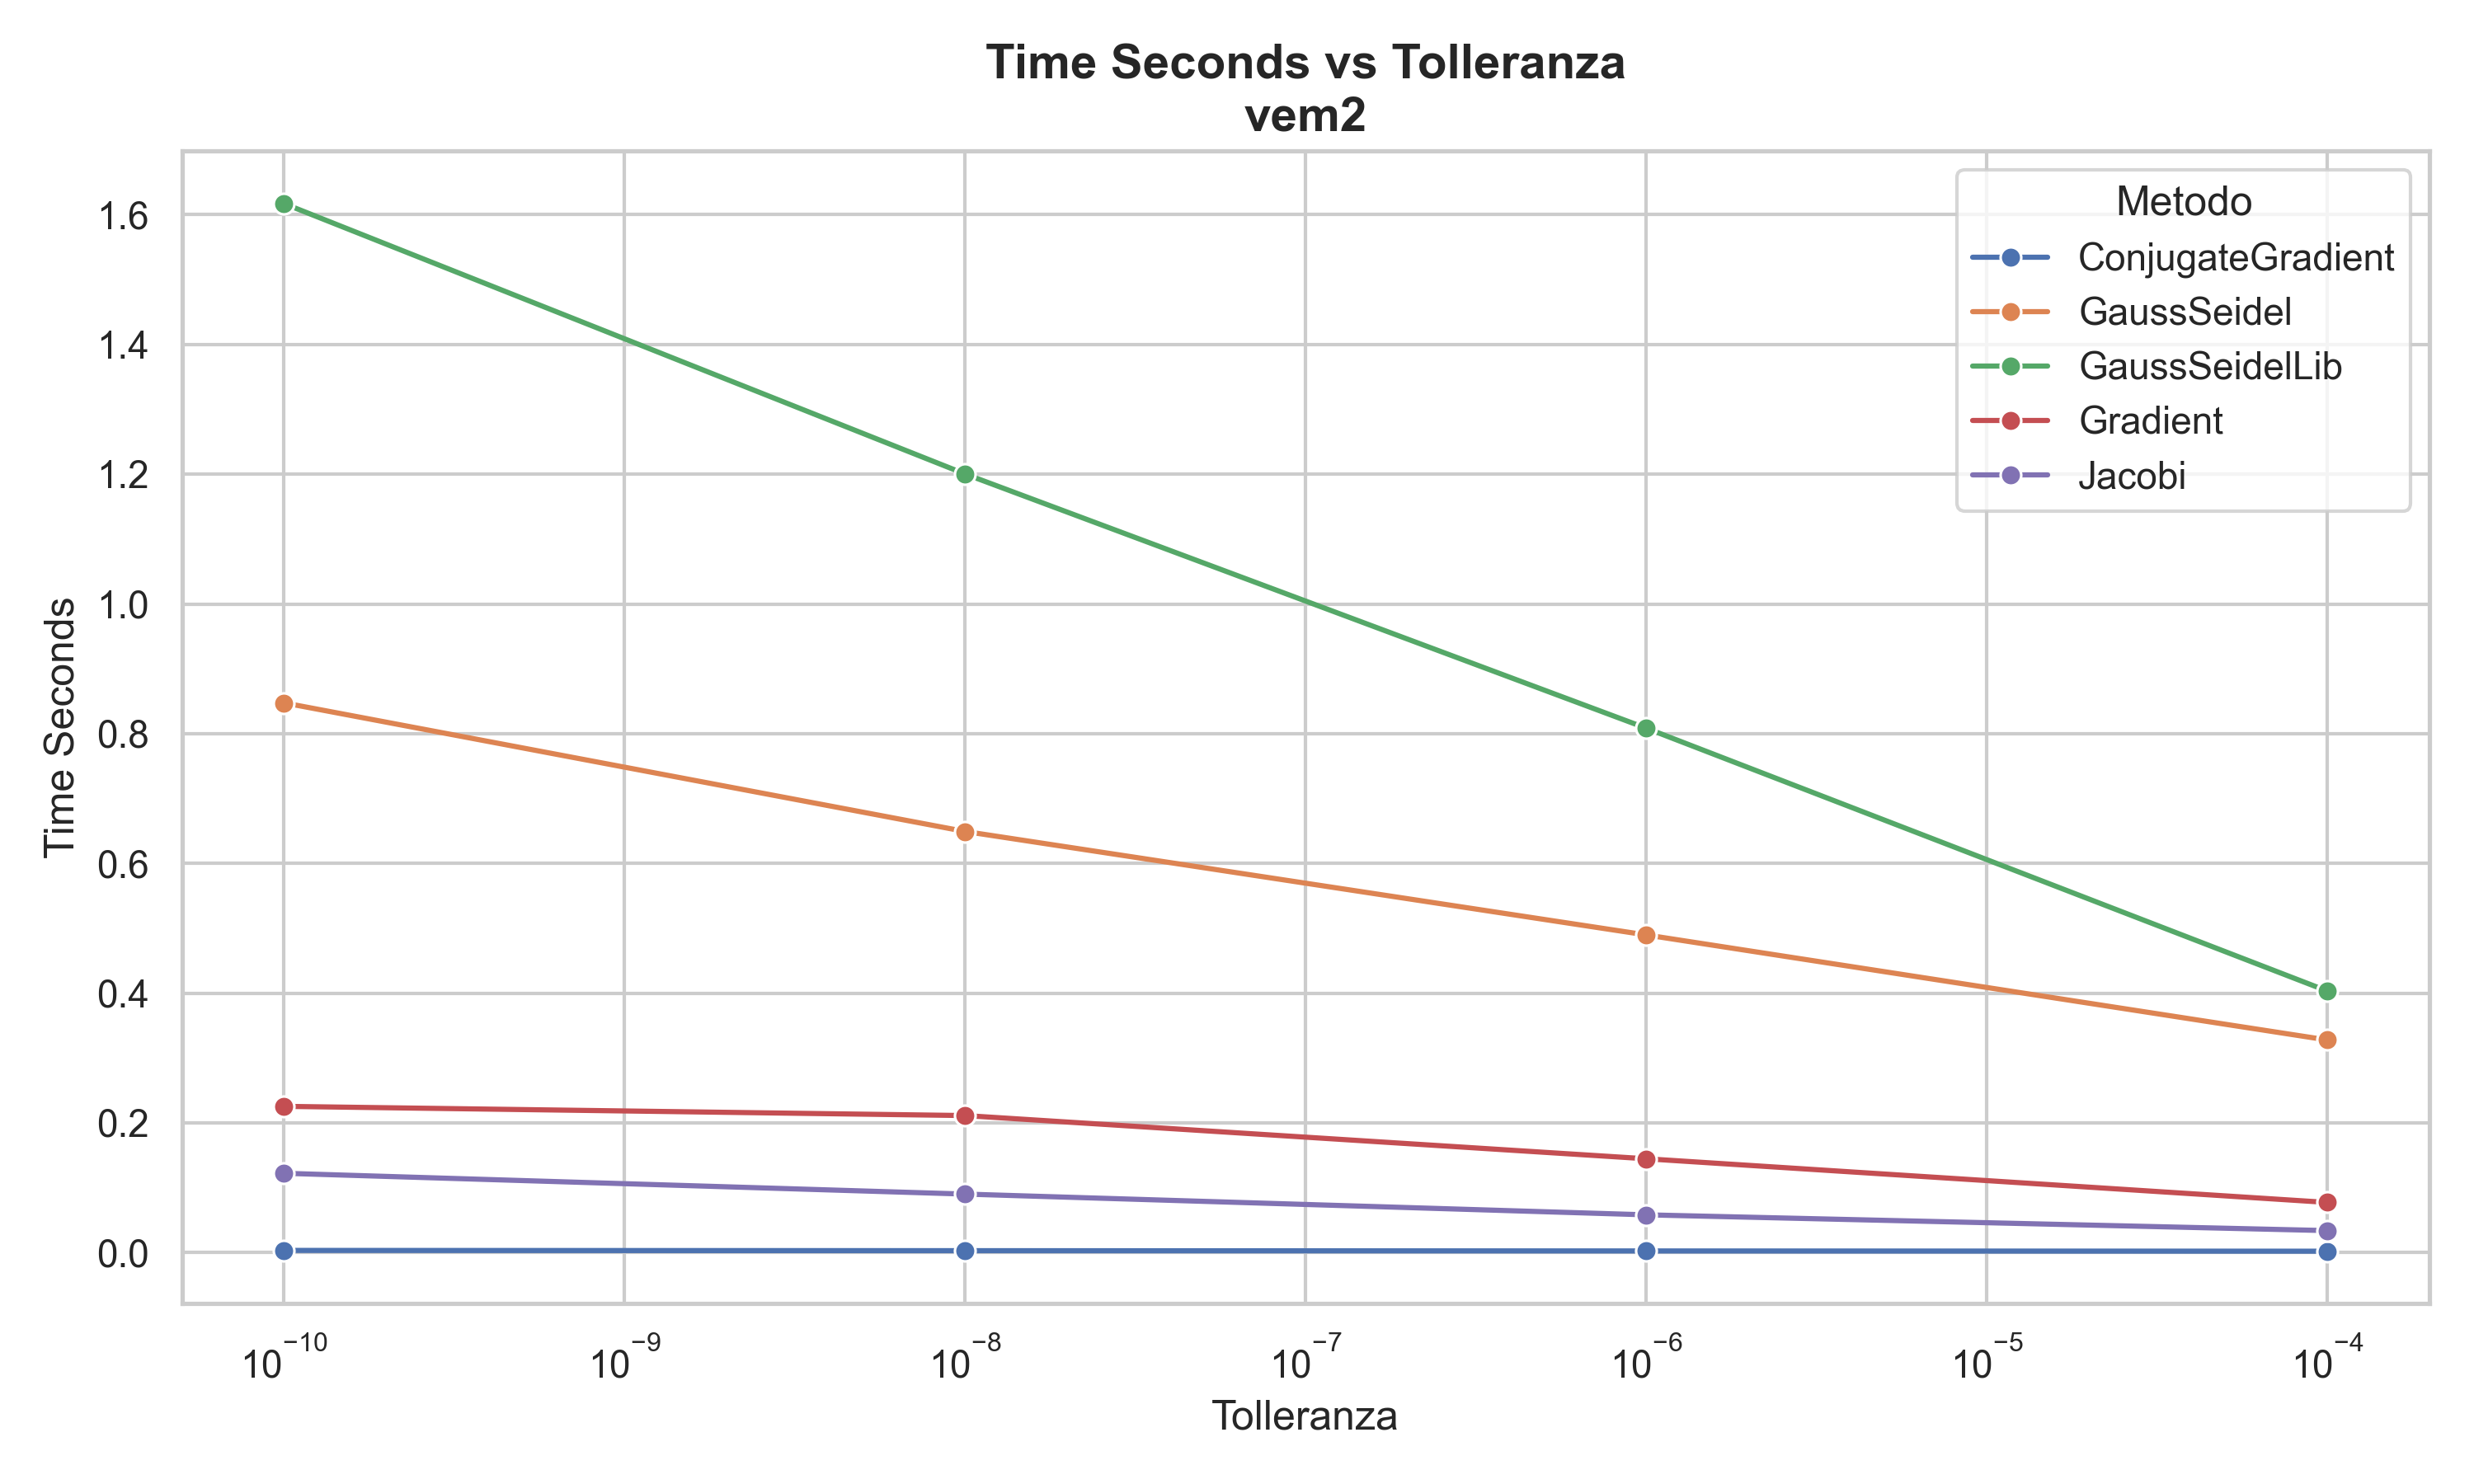 Time Seconds vs Tolleranza
vem2
Metodo
ConjugateGradient
GaussSeidel
GaussSeidelLib
Gradient
Jacobi
Time Seconds
1.6
1.4
1.2
1.0
0.8
0.6
0.4
0.2
0.0
10⁻¹⁰ 10⁻⁹ 10⁻⁸ 10⁻⁷ 10⁻⁶ 10⁻⁵ 10⁻⁴
Tolleranza